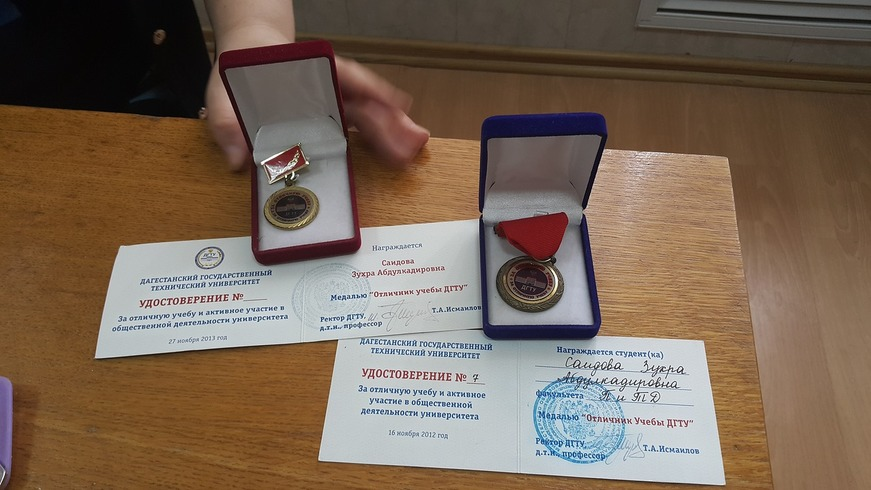 ДГТУ
ДАГЕСТАНСКИЙ ГОСУДАРСТВЕННЫЙ
ТЕХНИЧЕСКИЙ УНИВЕРСИТЕТ
УДОСТОВЕРЕНИЕ №
За отличную учебу и активное участие в
общественной деятельности университета
27 ноября 2013 год
Награждается
Саидова
Зухра Абдулкадировна
Медалью "Отличник учебы ДГТУ"
Ректор ДГТУ,
д.т.н., профессор
Т.А.Исмаилов
ДГТУ
ДАГЕСТАНСКИЙ ГОСУДАРСТВЕННЫЙ
ТЕХНИЧЕСКИЙ УНИВЕРСИТЕТ
УДОСТОВЕРЕНИЕ № 7
За отличную учебу и активное
участие в общественной
деятельности университета
16 ноября 2012 год
Награждается студент(ка)
Саидова Зухра
Абдулкадировна
факультета П и ТД
Медалью "Отличник Учебы ДГТУ"
Ректор ДГТУ,
д.т.н., профессор
Т.А.Исмаилов